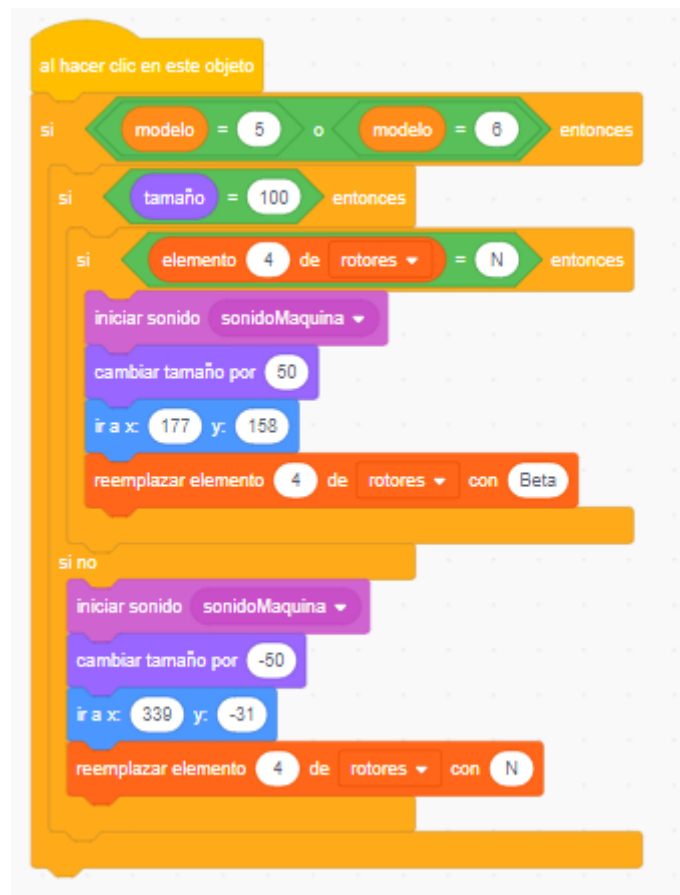 al hacer clic en este objeto
si modelo = 5 o modelo = 6 entonces
si tamaño = 100 entonces
si elemento 4 de rotores = N entonces
iniciar sonido sonidoMaquina
cambiar tamaño por 50
ir a x: 177 y: 158
reemplazar elemento 4 de rotores con Beta
si no
iniciar sonido sonidoMaquina
cambiar tamaño por -50
ir a x: 339 y: -31
reemplazar elemento 4 de rotores con N